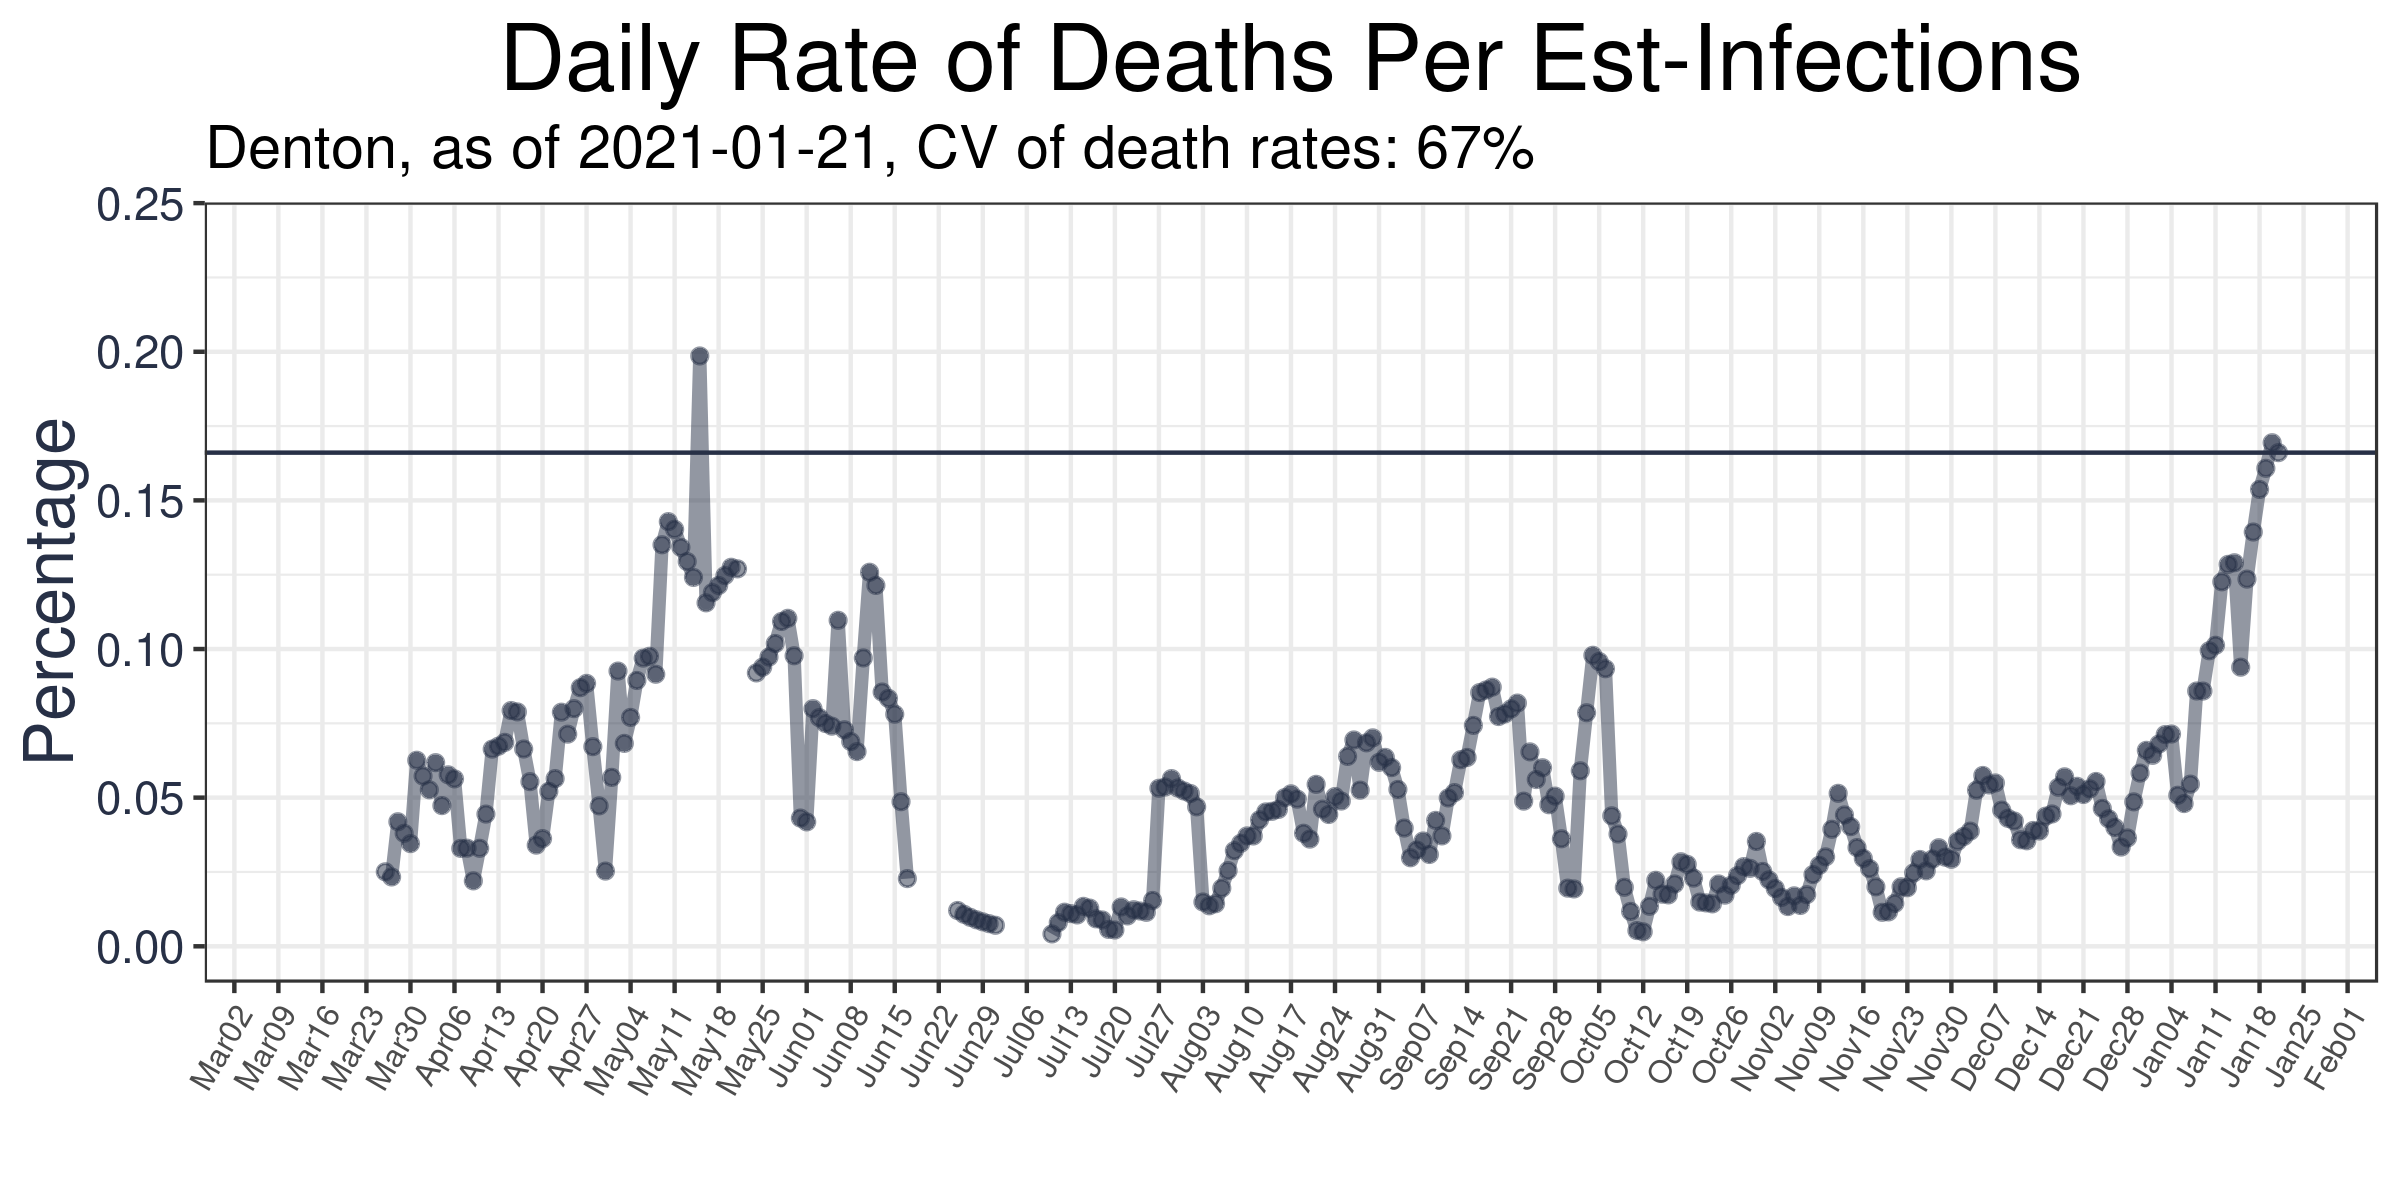 Daily Rate of Deaths Per Est-Infections
Denton, as of 2021-01-21, CV of death rates: 67%
Percentage
0.25
0.20
0.15
0.10
0.05
0.00
Mar02
Mar09
Mar16
Mar23
Mar30
Apr06
Apr13
Apr20
Apr27
May04
May11
May18
May25
Jun01
Jun08
Jun15
Jun22
Jun29
Jul06
Jul13
Jul20
Jul27
Aug03
Aug10
Aug17
Aug24
Aug31
Sep07
Sep14
Sep21
Sep28
Oct05
Oct12
Oct19
Oct26
Nov02
Nov09
Nov16
Nov23
Nov30
Dec07
Dec14
Dec21
Dec28
Jan04
Jan11
Jan18
Jan25
Feb01